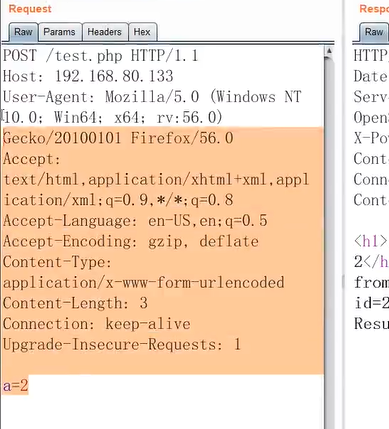 Request
Respo
Raw Params Headers Hex
Raw
POST /test.php HTTP/1.1
Host: 192.168.80.133
User-Agent: Mozilla/5.0 (Windows NT
10.0; Win64; x64; rv:56.0)
Gecko/20100101 Firefox/56.0
Accept:
text/html,application/xhtml+xml,appl
ication/xml;q=0.9,*/*;q=0.8
Accept-Language: en-US,en;q=0.5
Accept-Encoding: gzip, deflate
Content-Type:
application/x-www-form-urlencoded
Content-Length: 3
Connection: keep-alive
Upgrade-Insecure-Requests: 1
a=2
HTTP
Date
Serv
Open
X-Po
Cont
Conn
Cont
<h1>
2</h
from
id=2
Resu